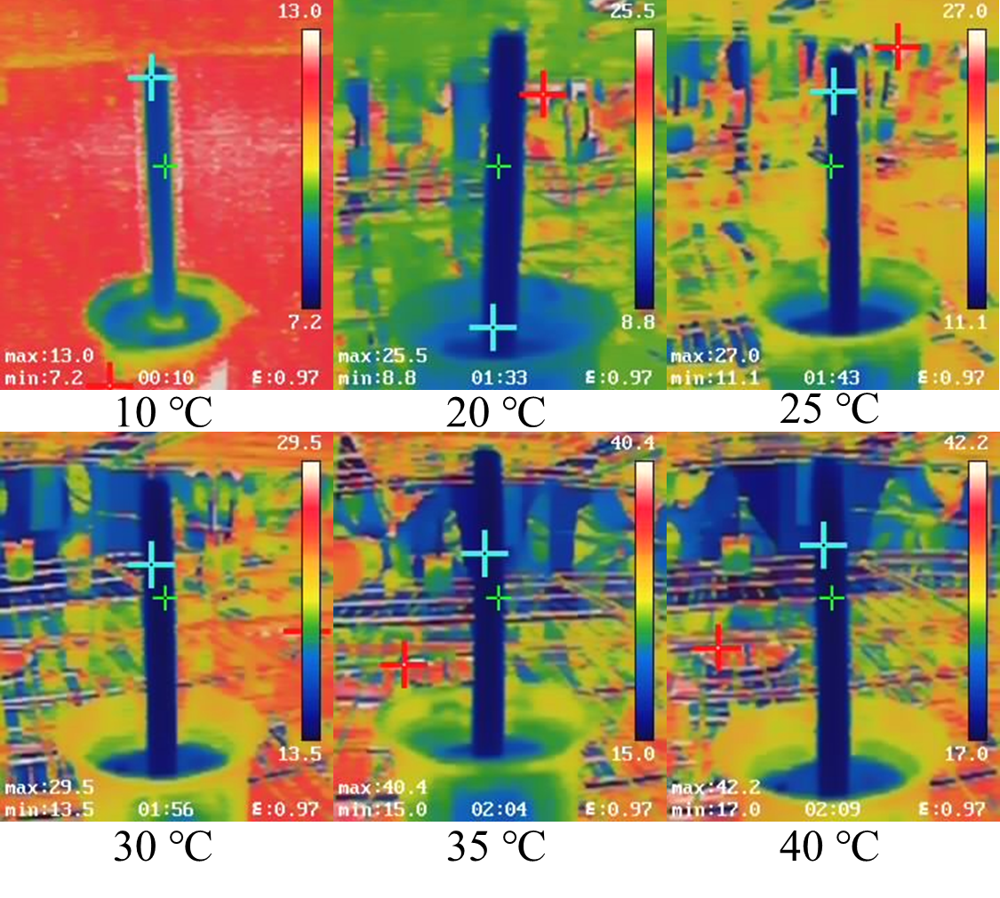 13.0
7.2
max:13.0
min:7.2 00:10 E:0.97
10 ℃
25.5
8.8
max:25.5
min:8.8 01:33 E:0.97
20 ℃
27.0
11.1
max:27.0
min:11.1 01:43 E:0.97
25 ℃
29.5
13.5
max:29.5
min:13.5 01:56 E:0.97
30 ℃
40.4
15.0
max:40.4
min:15.0 02:04 E:0.97
35 ℃
42.2
17.0
max:42.2
min:17.0 02:09 E:0.97
40 ℃